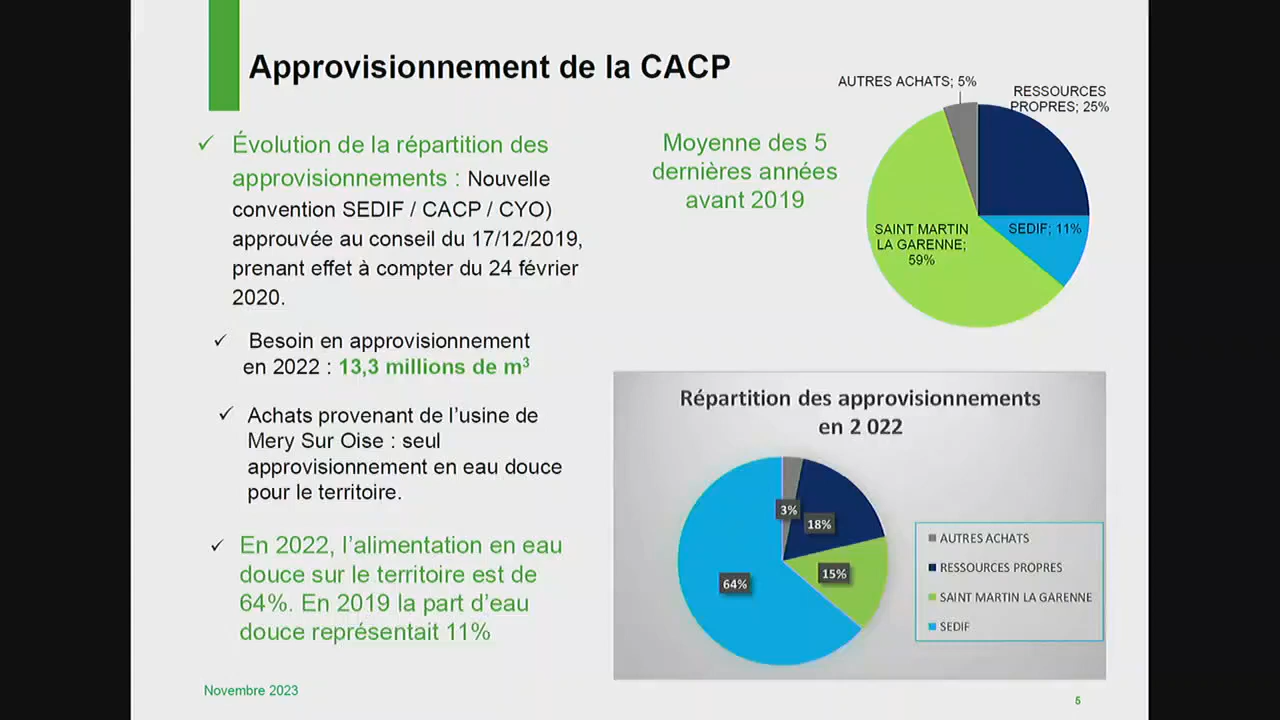 Approvisionnement de la CACP
✓ Évolution de la répartition des
approvisionnements : Nouvelle
convention SEDIF / CACP / CYO)
approuvée au conseil du 17/12/2019,
prenant effet à compter du 24 février
2020.
✓ Besoin en approvisionnement
en 2022 : 13,3 millions de m³
✓ Achats provenant de l'usine de
Mery Sur Oise : seul
approvisionnement en eau douce
pour le territoire.
✓ En 2022, l'alimentation en eau
douce sur le territoire est de
64%. En 2019 la part d'eau
douce représentait 11%
Moyenne des 5
dernières années
avant 2019
AUTRES ACHATS; 5%
RESSOURCES
PROPRES; 25%
SAINT MARTIN
LA GARENNE;
59%
SEDIF; 11%
Répartition des approvisionnements
en 2 022
3%
18%
15%
64%
AUTRES ACHATS
RESSOURCES PROPRES
SAINT MARTIN LA GARENNE
SEDIF
Novembre 2023
5